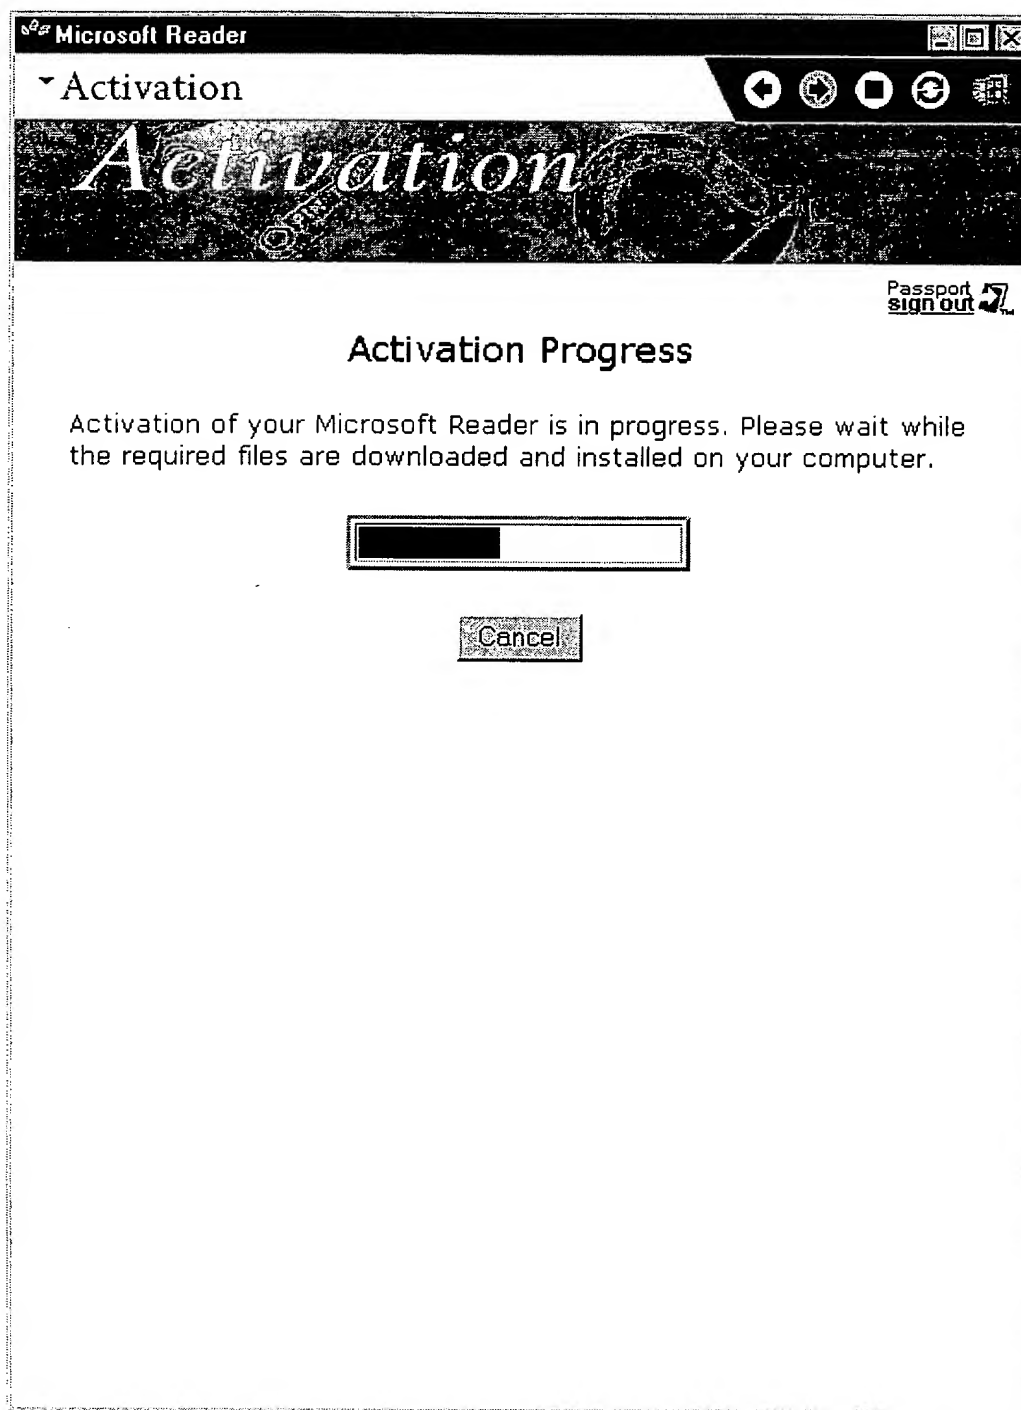 Microsoft Reader
Activation
Activation
Passport
sign out
TM
Activation Progress
Activation of your Microsoft Reader is in progress. Please wait while
the required files are downloaded and installed on your computer.
Cancel